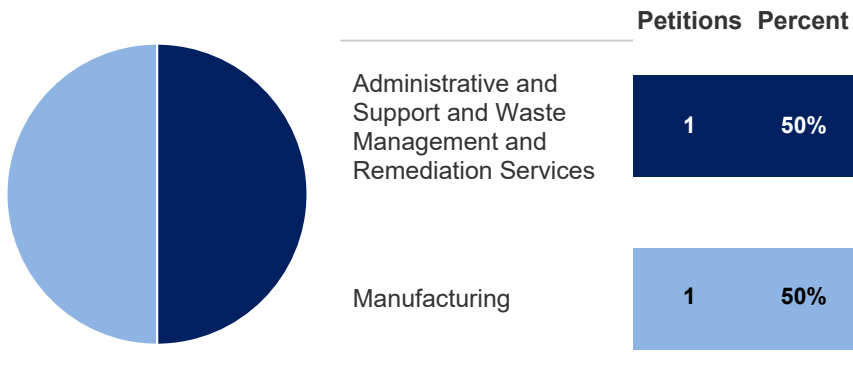 Petitions Percent
Administrative and
Support and Waste
Management and
Remediation Services
1 50%
Manufacturing
1 50%